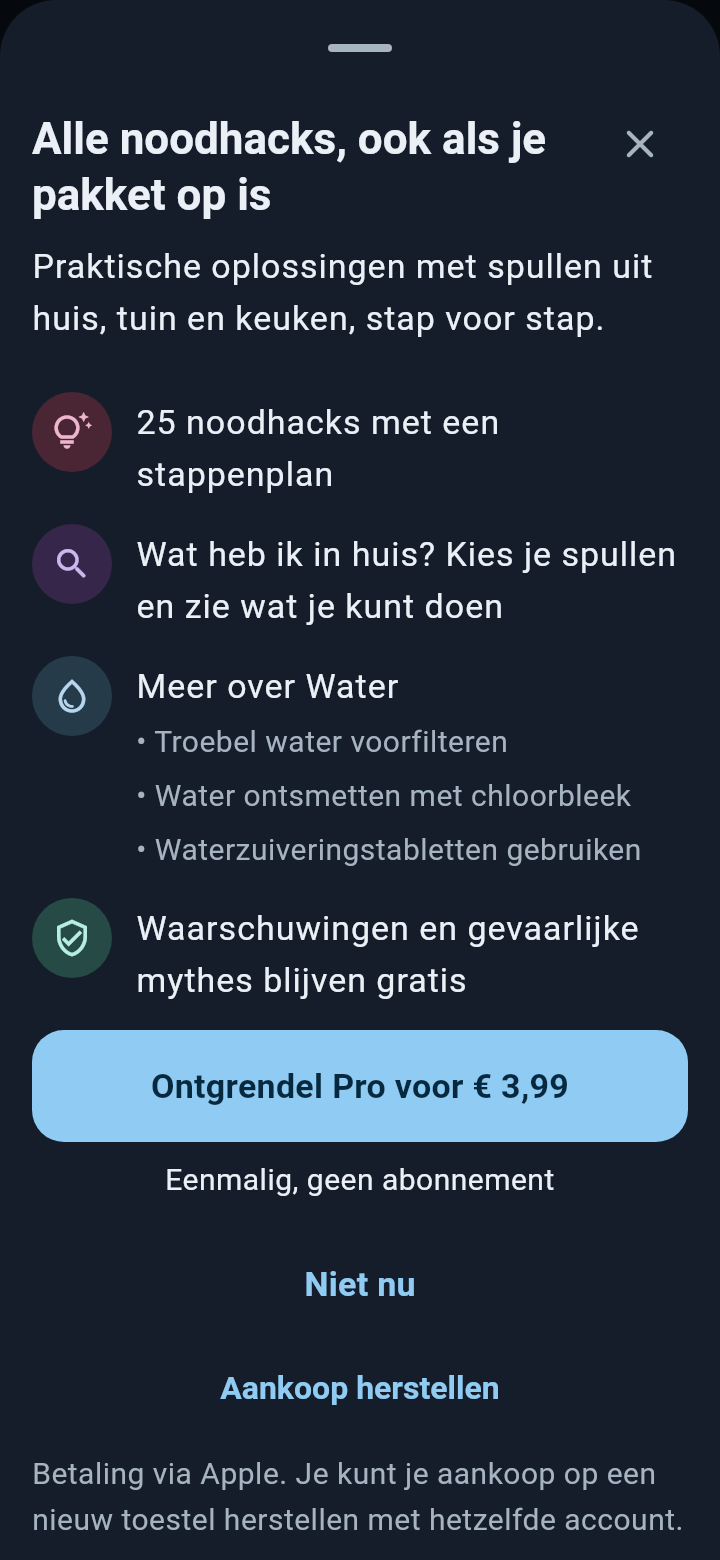 Alle noodhacks, ook als je
pakket op is
Praktische oplossingen met spullen uit
huis, tuin en keuken, stap voor stap.
25 noodhacks met een
stappenplan
Wat heb ik in huis? Kies je spullen
en zie wat je kunt doen
Meer over Water
• Troebel water voorfilteren
• Water ontsmetten met chloorbleek
• Waterzuiveringstabletten gebruiken
Waarschuwingen en gevaarlijke
mythes blijven gratis
Ontgrendel Pro voor € 3,99
Eenmalig, geen abonnement
Niet nu
Aankoop herstellen
Betaling via Apple. Je kunt je aankoop op een
nieuw toestel herstellen met hetzelfde account.